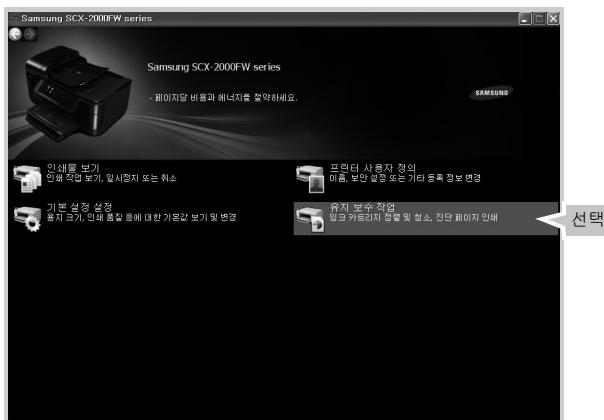 Samsung SCX-2000FW series
Samsung SCX-2000FW series
- 페이지당 비용과 에너지를 절약하세요.
SAMSUNG
인쇄물 보기
인쇄 작업 보기, 일시정지 또는 취소
프린터 사용자 정의
이름, 보안 설정 또는 기타 등록 정보 변경
기본 설정 설정
용지 크기, 인쇄 품질 등에 대한 기본값 보기 및 변경
유지 보수 작업
잉크 카트리지 정렬 및 청소, 진단 페이지 인쇄
선택